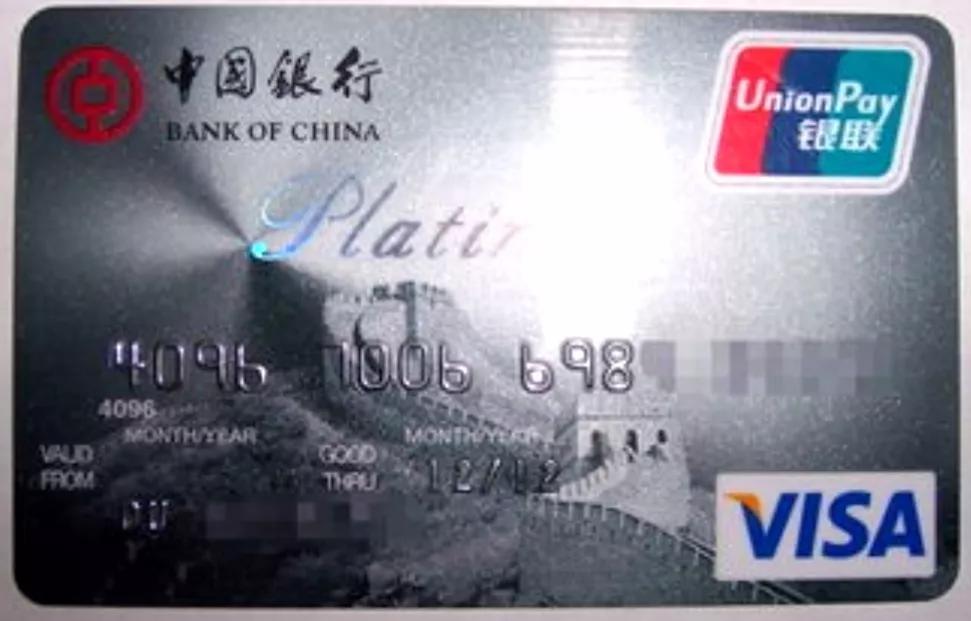 中国銀行
BANK OF CHINA
UnionPay
银联
Platin
4096 7006 698
4096
MONTH/YEAR MONTH/YEAR
VALID FROM GOOD THRU 12/12
VISA